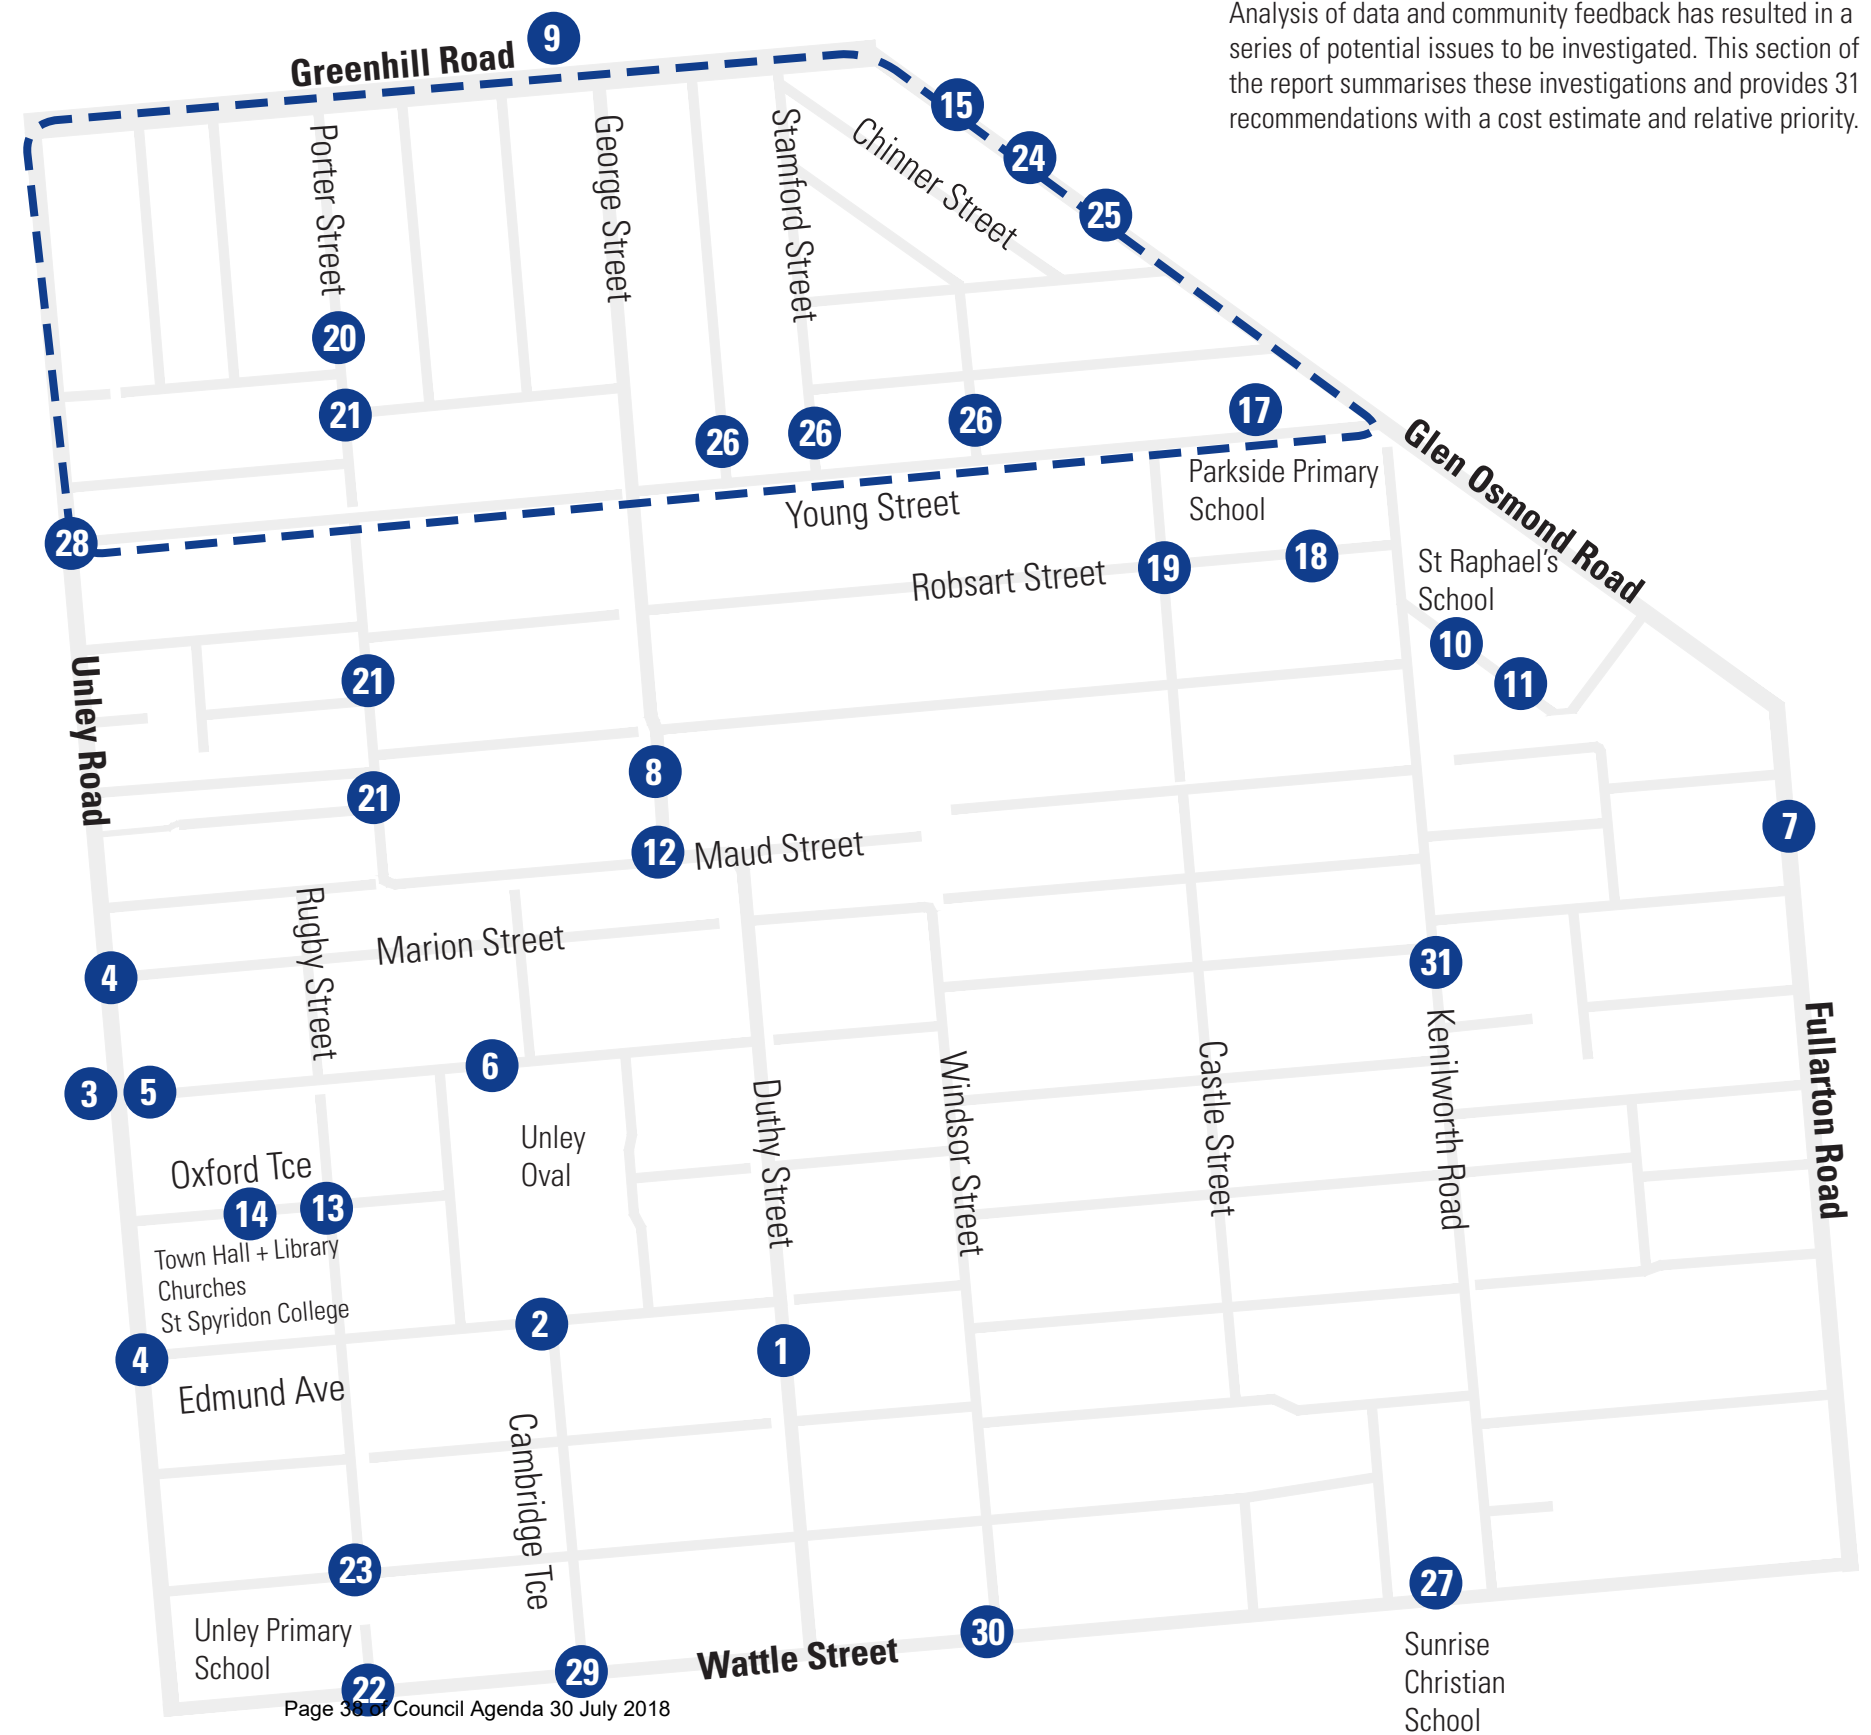 Analysis of data and community feedback has resulted in a
series of potential issues to be investigated. This section of
the report summarises these investigations and provides 31
recommendations with a cost estimate and relative priority.
Greenhill Road
9
15
24
25
Porter Street
George Street
Stamford Street
Chinner Street
20
21
26
26
26
17
Glen Osmond Road
Parkside Primary
School
Young Street
28
Robsart Street
19
18
St Raphael's
School
10
11
Unley Road
21
21
8
12
Maud Street
7
Rugby Street
Marion Street
4
31
3
5
6
Unley
Oval
Duthy Street
Windsor Street
Castle Street
Kenilworth Road
Fullarton Road
Oxford Tce
14
13
Town Hall + Library
Churches
St Spyridon College
2
1
4
Edmund Ave
Cambridge Tce
23
27
Unley Primary
School
22
29
Wattle Street
30
Sunrise
Christian
School
Page 38 of Council Agenda 30 July 2018